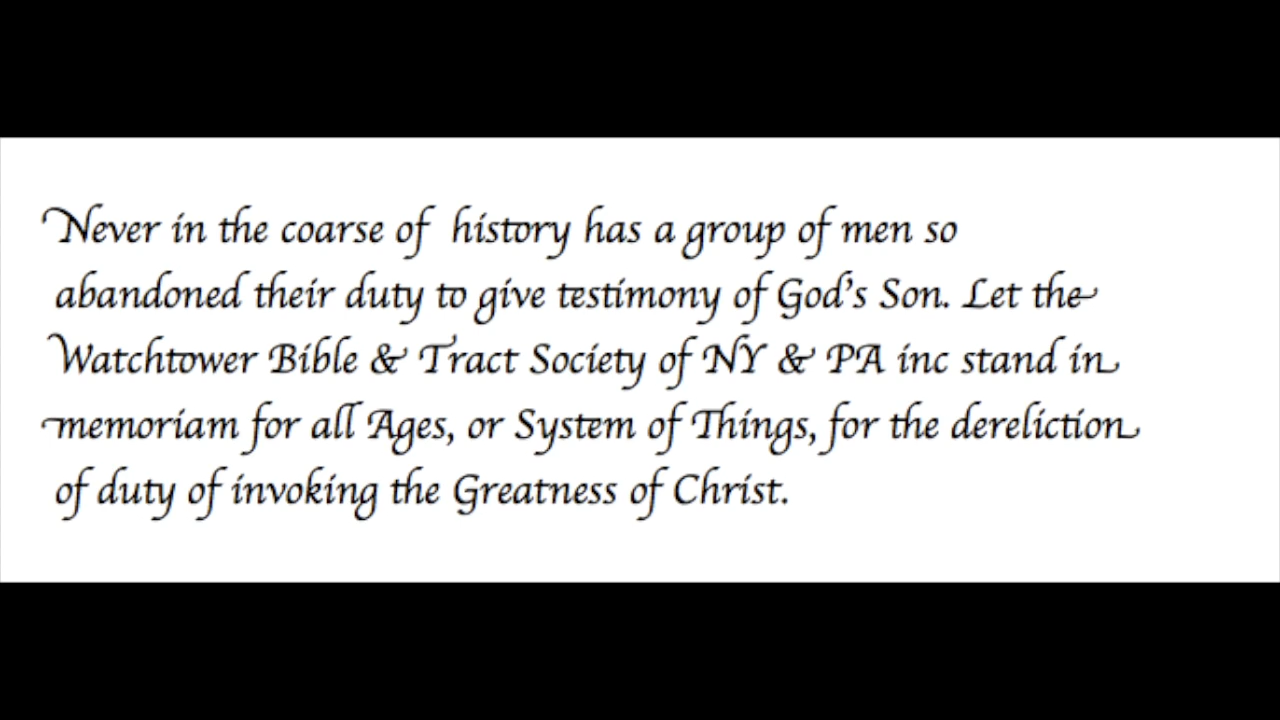 Never in the coarse of history has a group of men so
abandoned their duty to give testimony of God's Son. Let the
Watchtower Bible & Tract Society of NY & PA inc stand in
memoriam for all Ages, or System of Things, for the dereliction
of duty of invoking the Greatness of Christ.